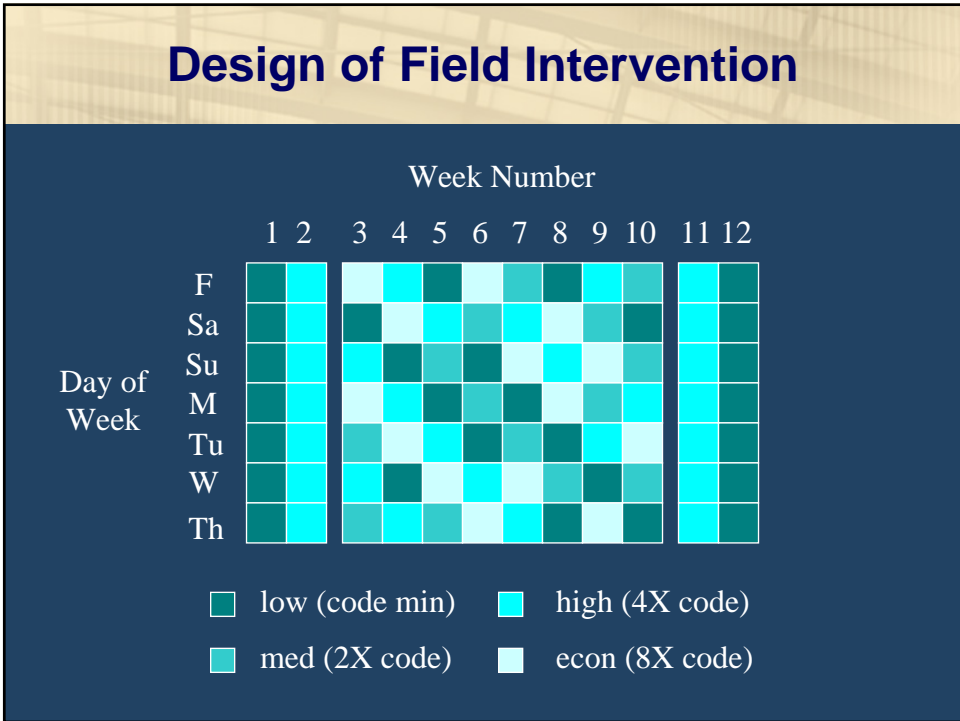 Design of Field Intervention
Week Number
1 2 3 4 5 6 7 8 9 10 11 12
F
Sa
Su
Day of
Week
M
Tu
W
Th
low (code min) high (4X code)
med (2X code) econ (8X code)